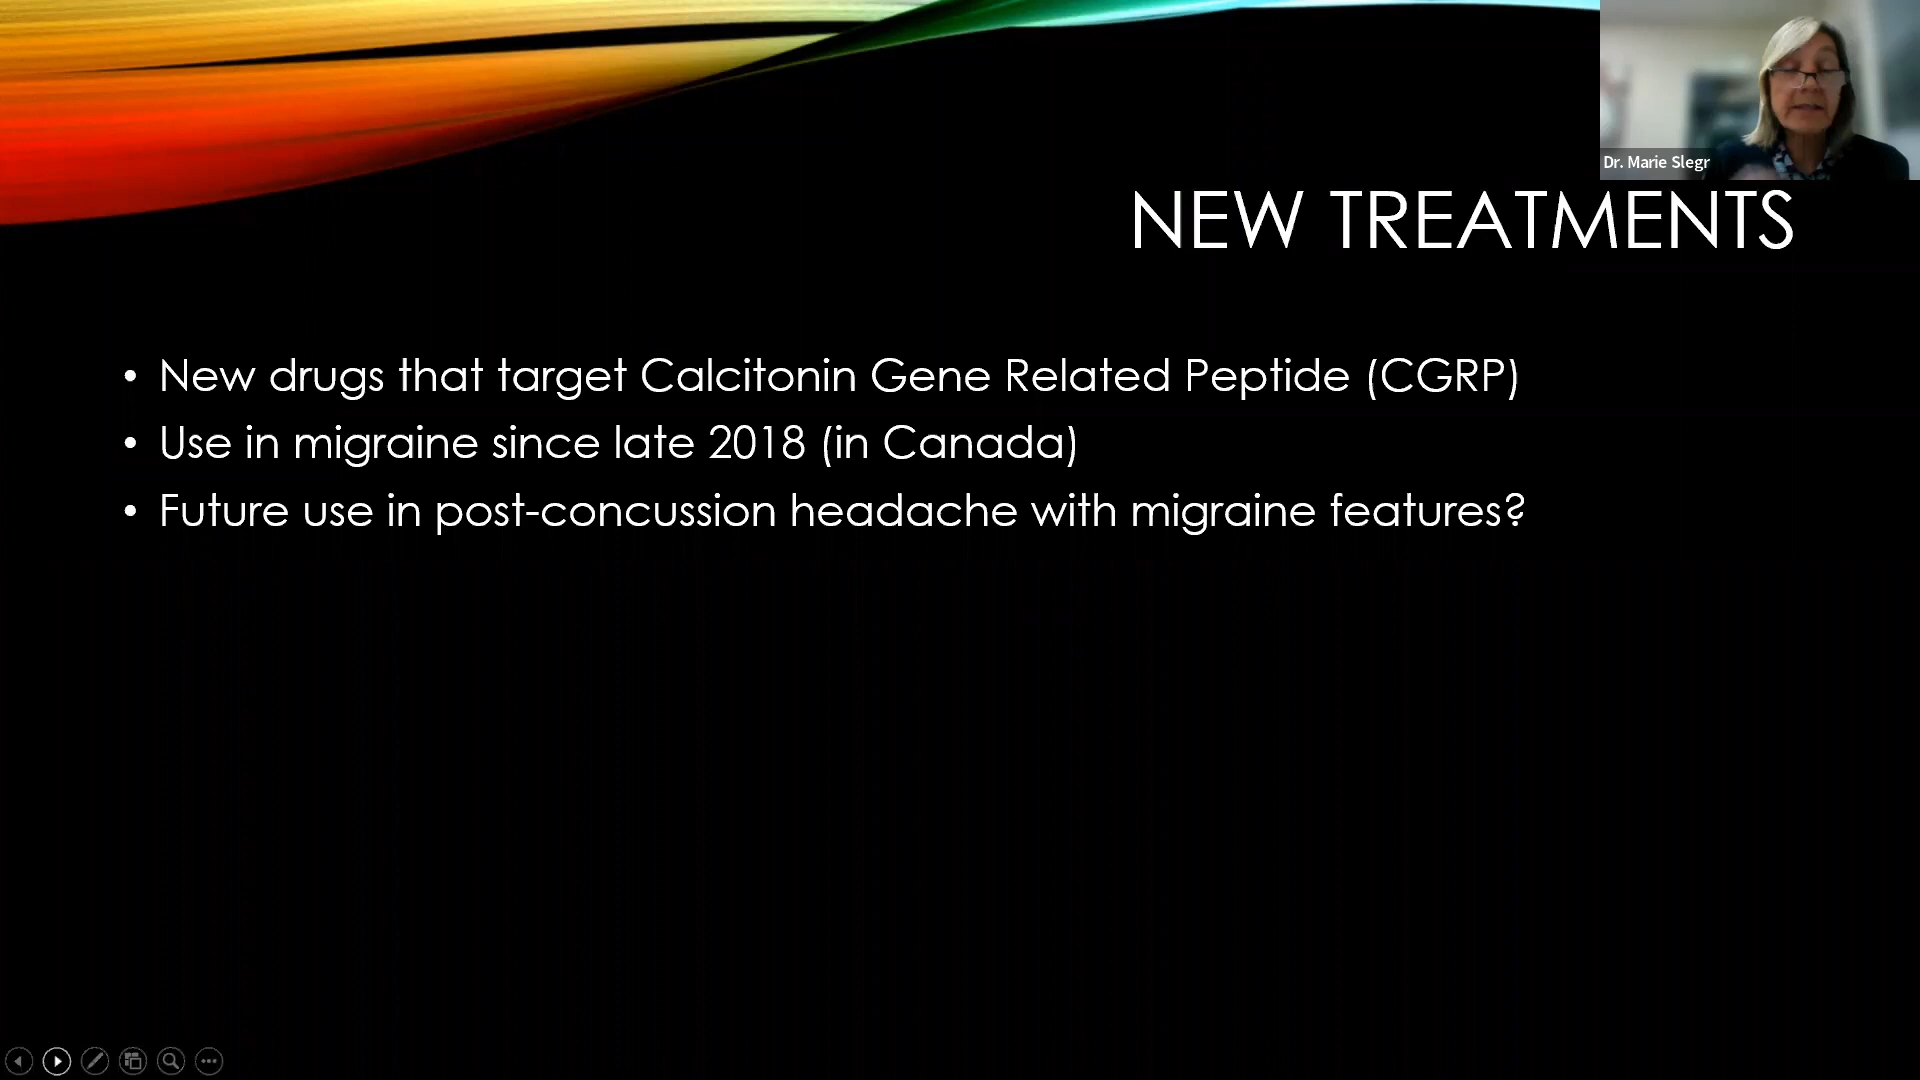 Dr. Marie Slegr
NEW TREATMENTS
• New drugs that target Calcitonin Gene Related Peptide (CGRP)
• Use in migraine since late 2018 (in Canada)
• Future use in post-concussion headache with migraine features?